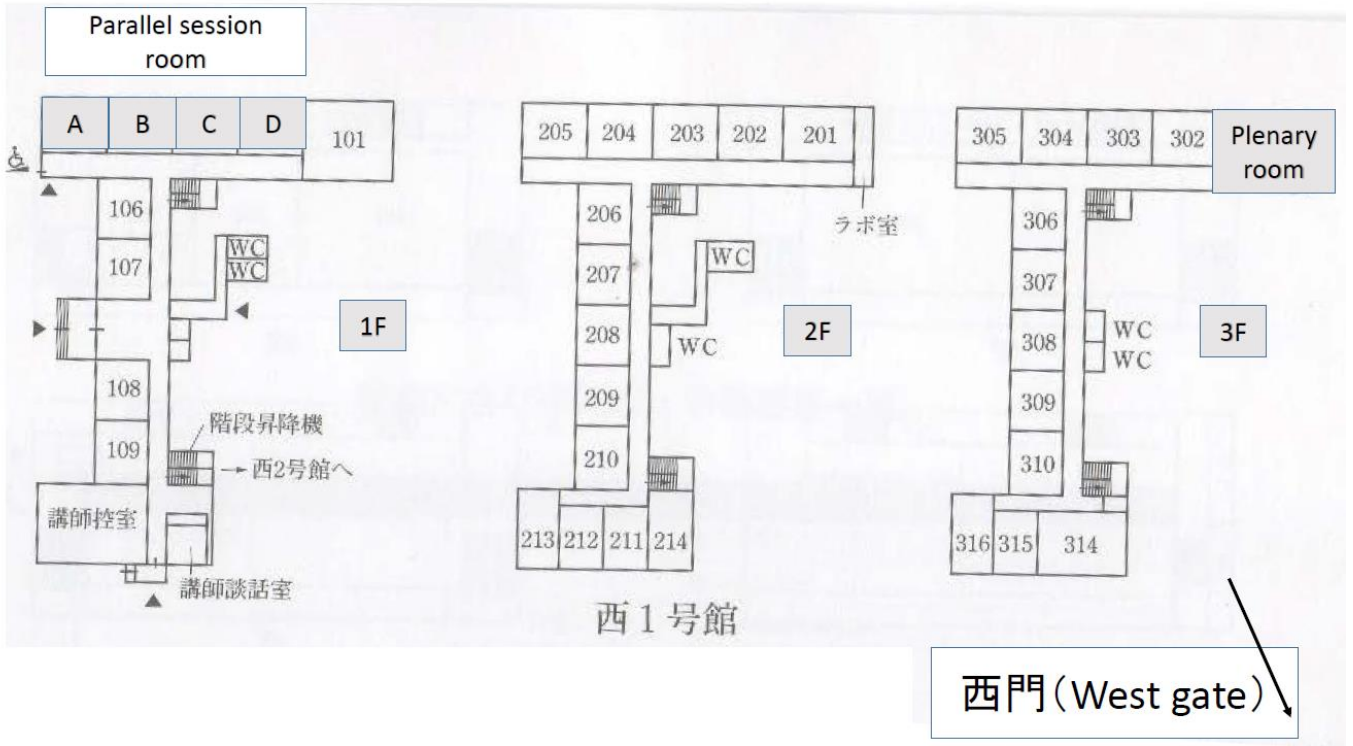 Parallel session
room
A B C D 101
106
107
WC
WC
1F
108
109
階段昇降機
→ 西2号館へ
講師控室
講師談話室
205 204 203 202 201
ラボ室
206
207
WC
208
WC
2F
209
210
213 212 211 214
305 304 303 302
Plenary
room
306
307
308
WC
WC
3F
309
310
316 315 314
西1号館
西門(West gate)